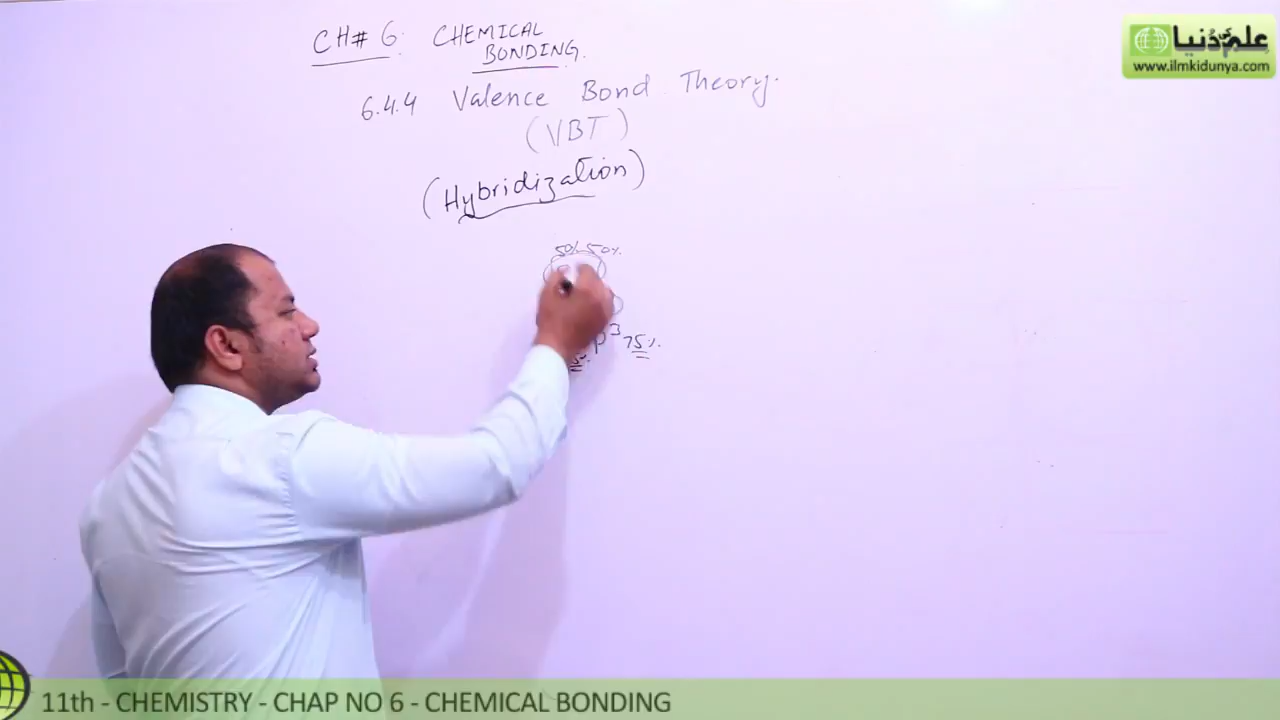 CH# 6. CHEMICAL
BONDING.
6.4.4 Valence Bond Theory.
(VBT)
(Hybridization)
50% 50%
p3 75%
علم کی دُنیا
www.ilmkidunya.com
11th - CHEMISTRY - CHAP NO 6 - CHEMICAL BONDING